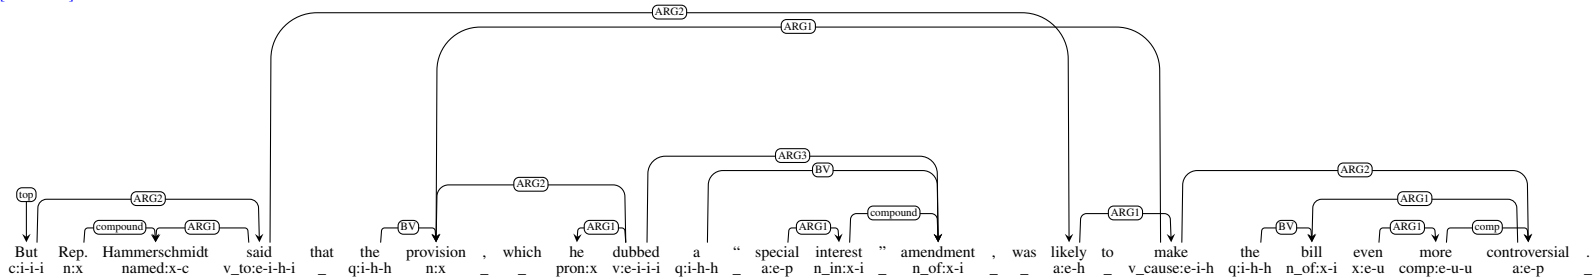 ARG2
ARG1
ARG3
BV
ARG2
ARG2
top
ARG2
ARG1
compound
compound ARG1 BV ARG1 ARG1 ARG1 BV ARG1 comp
But Rep. Hammerschmidt said that the provision , which he dubbed a “ special interest ” amendment , was likely to make the bill even more controversial .
c:i-i-i n:x named:x-c v_to:e-i-h-i _ q:i-h-h n:x _ _ pron:x v:e-i-i-i q:i-h-h _ a:e-p n_in:x-i _ n_of:x-i _ _ a:e-h _ v_cause:e-i-h q:i-h-h n_of:x-i x:e-u comp:e-u-u a:e-p _